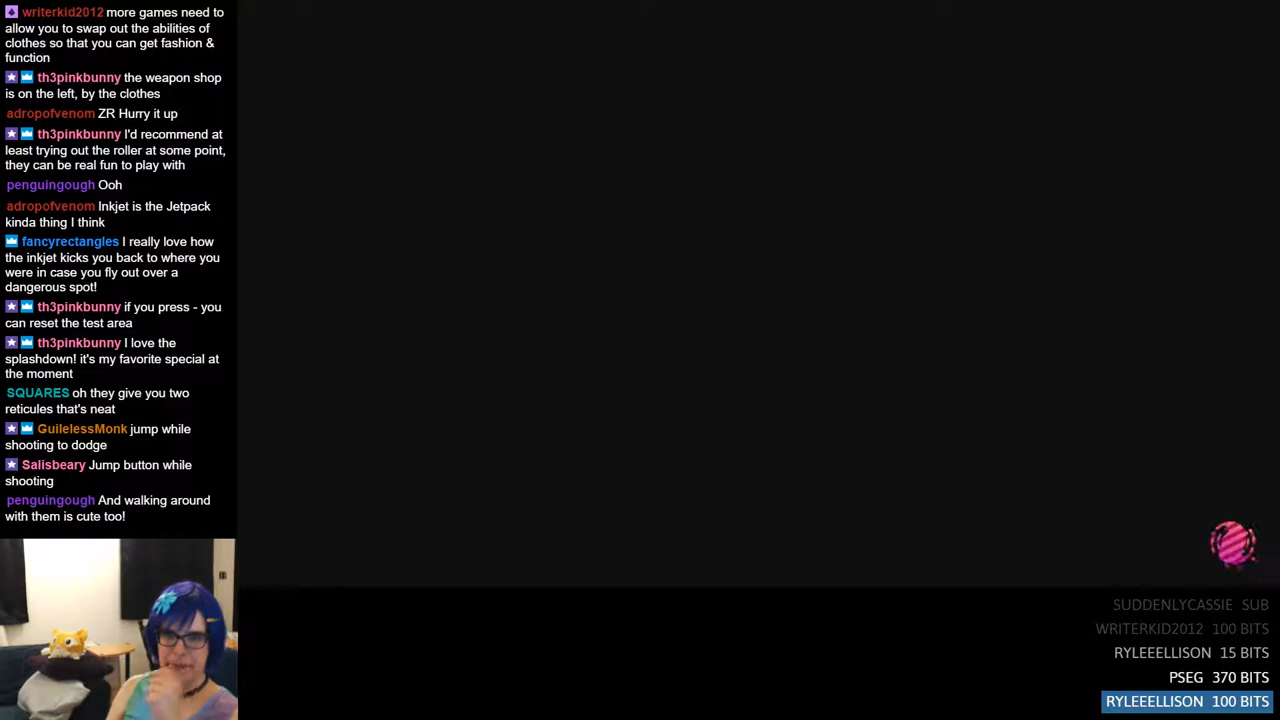 writerkid2012 more games need to
allow you to swap out the abilities of
clothes so that you can get fashion &
function
th3pinkbunny the weapon shop
is on the left, by the clothes
adropofvenom ZR Hurry it up
th3pinkbunny I'd recommend at
least trying out the roller at some point,
they can be real fun to play with
penguingough Ooh
adropofvenom Inkjet is the Jetpack
kinda thing I think
fancyrectangles I really love how
the inkjet kicks you back to where you
were in case you fly out over a
dangerous spot!
th3pinkbunny if you press - you
can reset the test area
th3pinkbunny I love the
splashdown! it's my favorite special at
the moment
SQUARES oh they give you two
reticules that's neat
GuilelessMonk jump while
shooting to dodge
Salisbeary Jump button while
shooting
penguingough And walking around
with them is cute too!
SUDDENLYCASSIE SUB
WRITERKID2012 100 BITS
RYLEEELLISON 15 BITS
PSEG 370 BITS
RYLEEELLISON 100 BITS